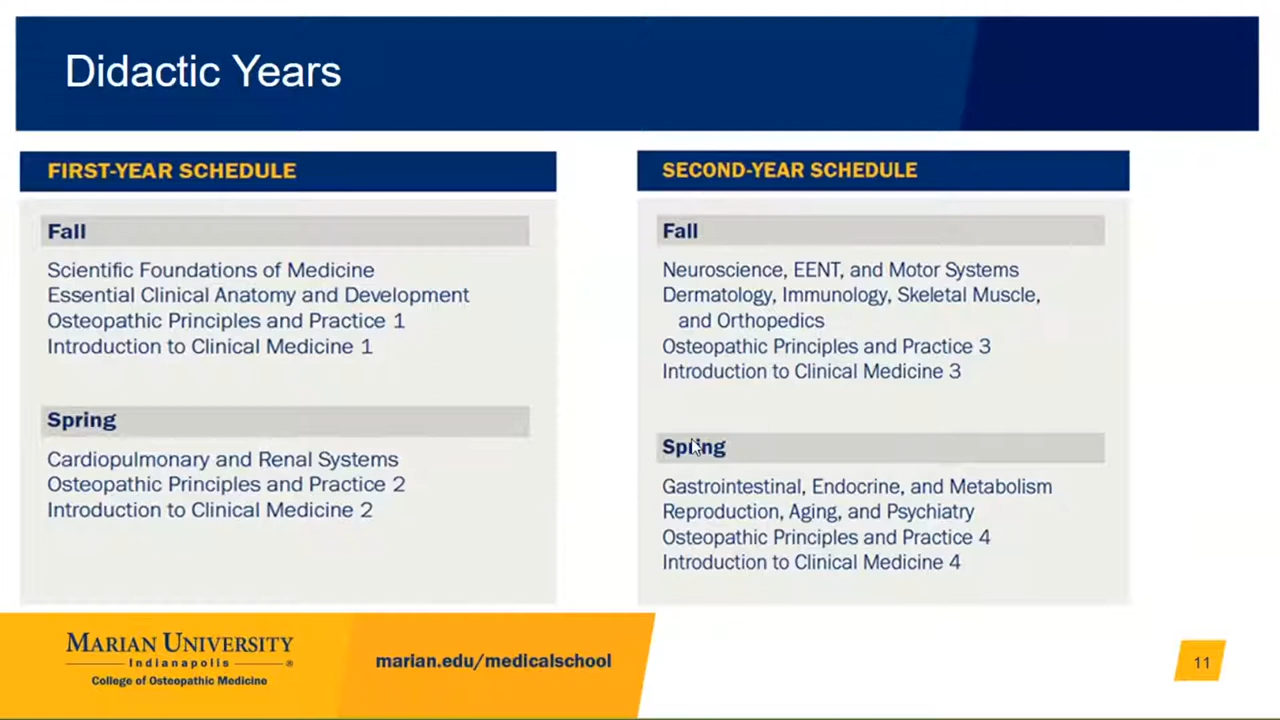 Didactic Years
FIRST-YEAR SCHEDULE
Fall
Scientific Foundations of Medicine
Essential Clinical Anatomy and Development
Osteopathic Principles and Practice 1
Introduction to Clinical Medicine 1
Spring
Cardiopulmonary and Renal Systems
Osteopathic Principles and Practice 2
Introduction to Clinical Medicine 2
SECOND-YEAR SCHEDULE
Fall
Neuroscience, EENT, and Motor Systems
Dermatology, Immunology, Skeletal Muscle,
and Orthopedics
Osteopathic Principles and Practice 3
Introduction to Clinical Medicine 3
Spring
Gastrointestinal, Endocrine, and Metabolism
Reproduction, Aging, and Psychiatry
Osteopathic Principles and Practice 4
Introduction to Clinical Medicine 4
MARIAN UNIVERSITY
Indianapolis ®
College of Osteopathic Medicine
marian.edu/medicalschool
11